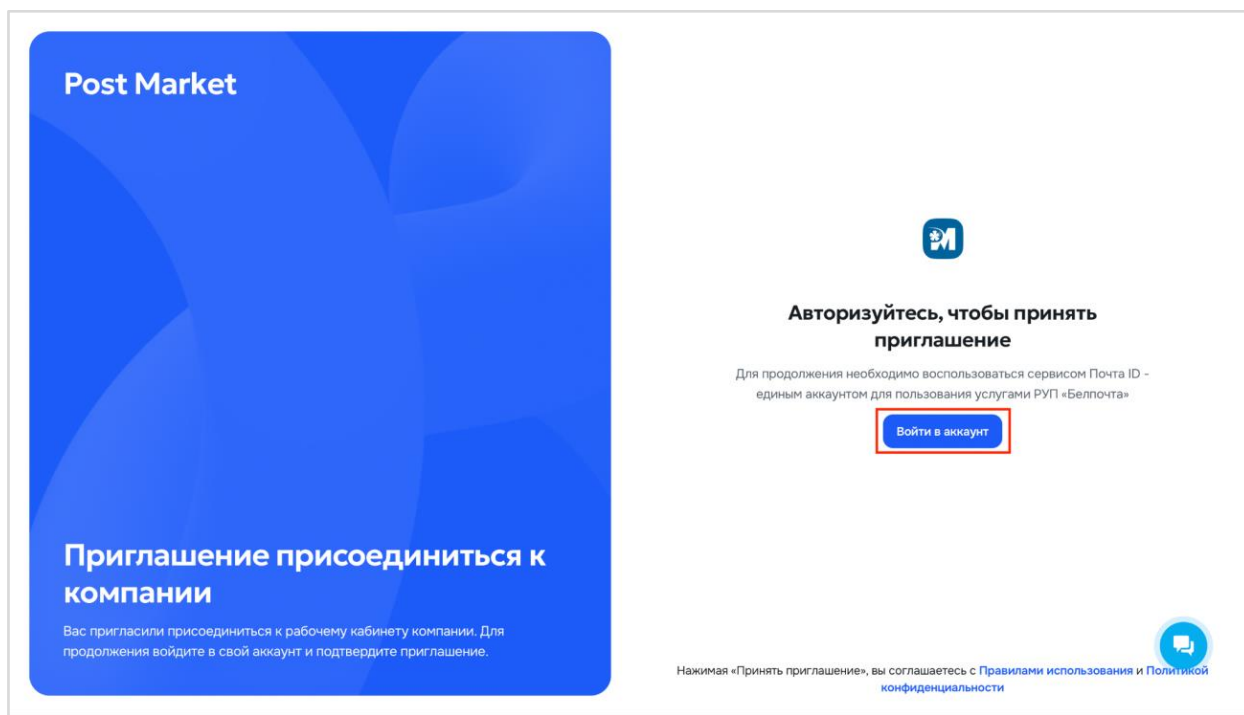 Post Market
Приглашение присоединиться к
компании
Вас пригласили присоединиться к рабочему кабинету компании. Для
продолжения войдите в свой аккаунт и подтвердите приглашение.
Авторизуйтесь, чтобы принять
приглашение
Для продолжения необходимо воспользоваться сервисом Почта ID -
единым аккаунтом для пользования услугами РУП «Белпочта»
Войти в аккаунт
Нажимая «Принять приглашение», вы соглашаетесь с Правилами использования и Политикой
конфиденциальности